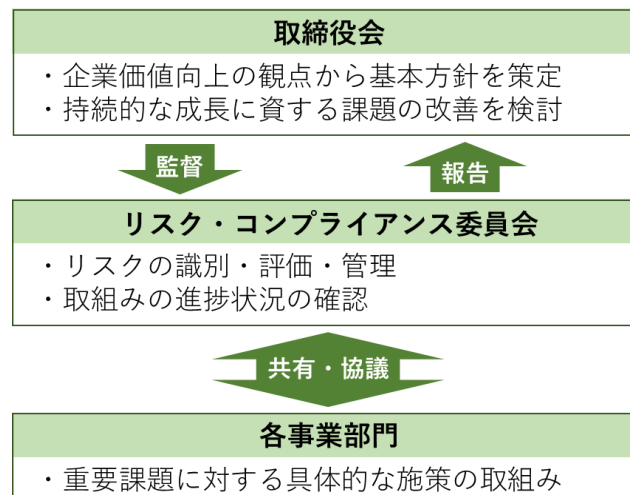 取締役会
・企業価値向上の観点から基本方針を策定
・持続的な成長に資する課題の改善を検討
監督
報告
リスク・コンプライアンス委員会
・リスクの識別・評価・管理
・取組みの進捗状況の確認
共有・協議
各事業部門
・重要課題に対する具体的な施策の取組み